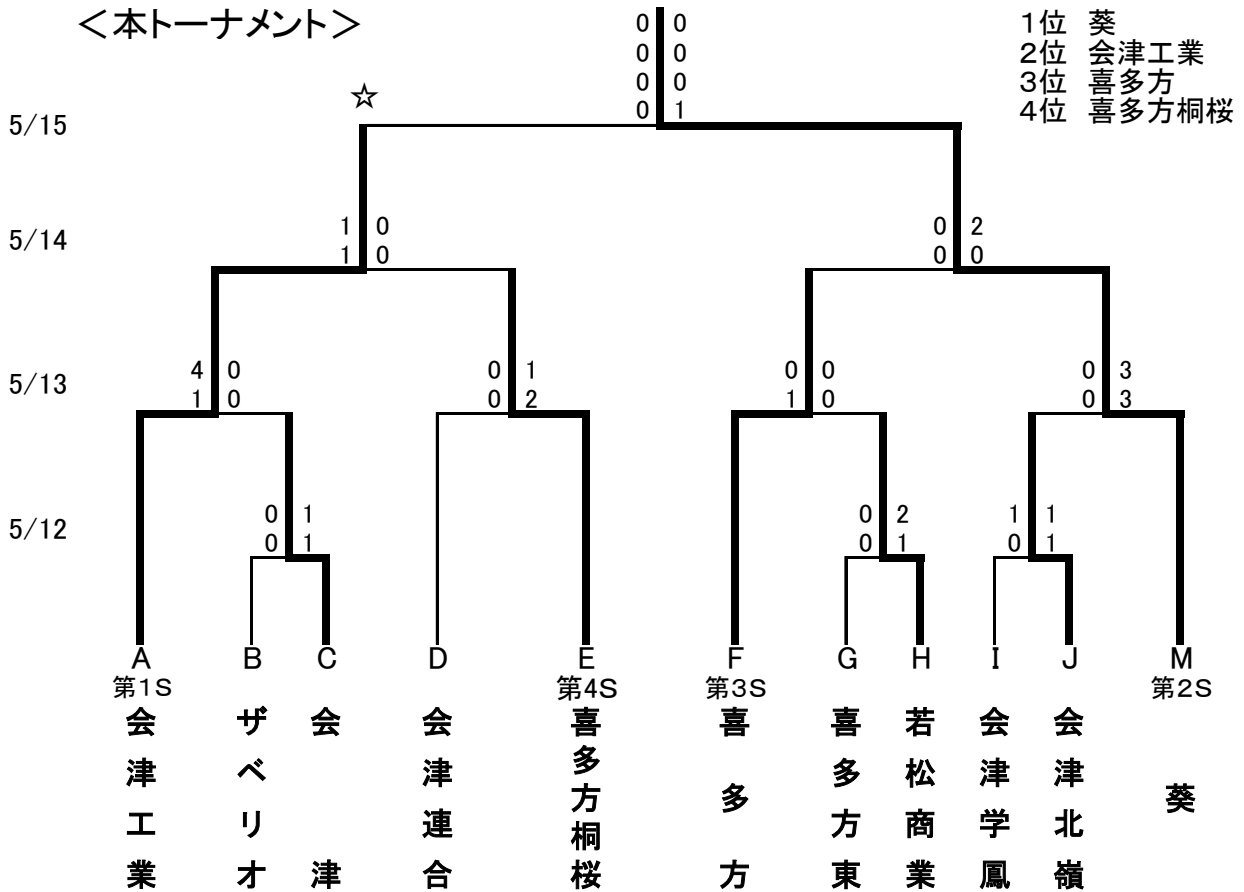 ＜本トーナメント＞
1位 葵
2位 会津工業
3位 喜多方
4位 喜多方桐桜
0 0
0 0
0 0
0 1
☆
5/15
1 0 0 2
5/14
1 0 0 0
4 0 0 1 0 0 0 3
5/13
1 0 0 2 1 0 0 3
0 1 0 2 1 1
5/12
0 1 0 1 0 1
A B C D E F G H I J M
第1S 第4S 第3S 第2S
会津工業
ザベリオ
会津
会津連合
喜多方桐桜
喜多方
喜多方東
若松商業
会津学鳳
会津北嶺
葵